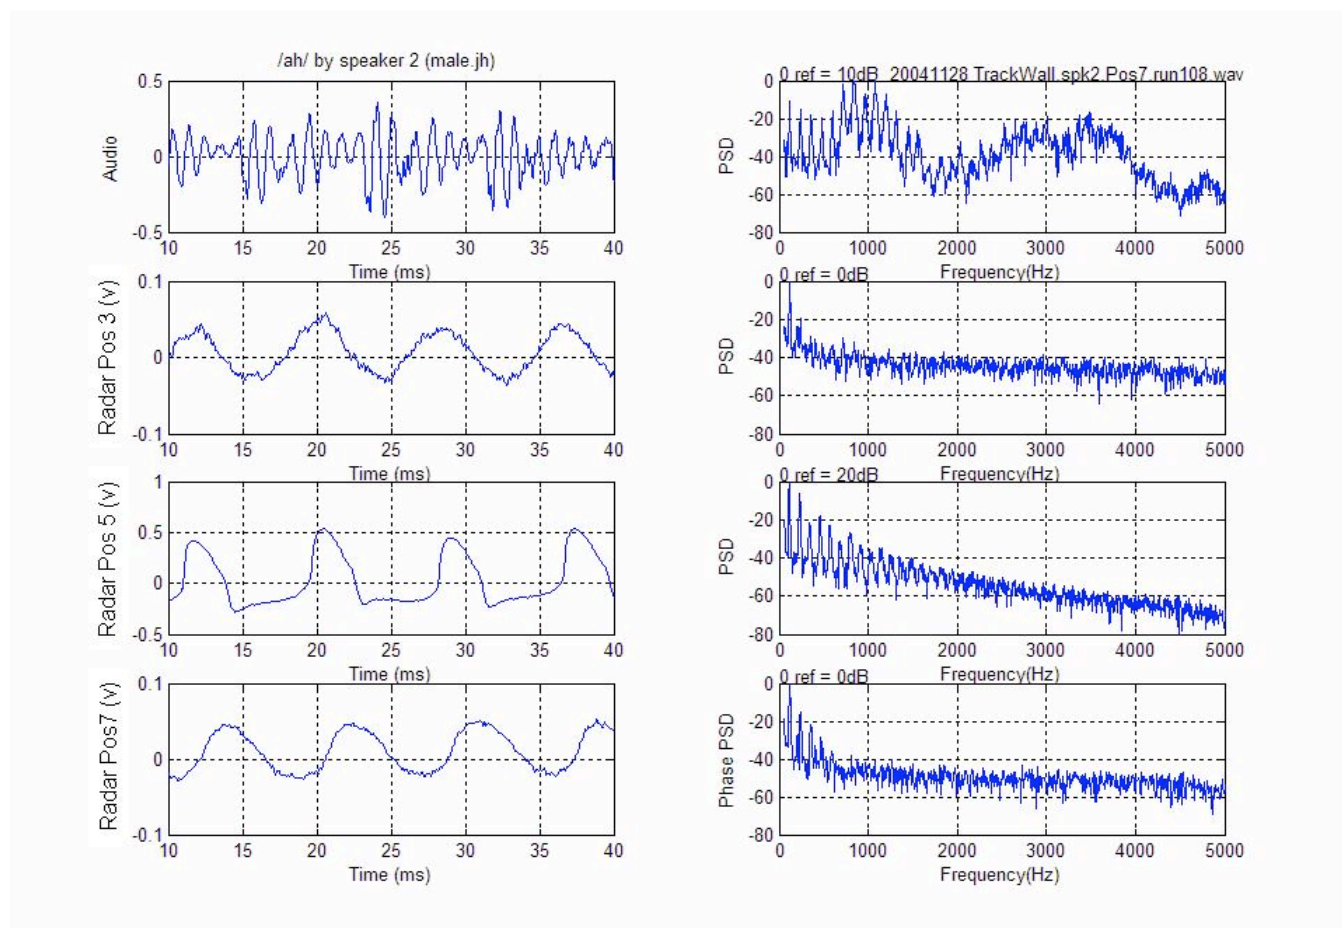 /ah/ by speaker 2 (male.jh)
0.5
0
-0.5
Audio
10 15 20 25 30 35 40
Time (ms)
0 ref = 10dB 20041128 TrackWall.spk2.Pos7.run108.wav
0
-20
-40
-60
-80
PSD
0 1000 2000 3000 4000 5000
Frequency(Hz)
0.1
0
-0.1
Radar Pos 3 (v)
10 15 20 25 30 35 40
Time (ms)
0 ref = 0dB
0
-20
-40
-60
-80
PSD
0 1000 2000 3000 4000 5000
Frequency(Hz)
1
0.5
0
-0.5
Radar Pos 5 (v)
10 15 20 25 30 35 40
Time (ms)
0 ref = 20dB
0
-20
-40
-60
-80
PSD
0 1000 2000 3000 4000 5000
Frequency(Hz)
0.1
0
-0.1
Radar Pos7 (v)
10 15 20 25 30 35 40
Time (ms)
0 ref = 0dB
0
-20
-40
-60
-80
Phase PSD
0 1000 2000 3000 4000 5000
Frequency(Hz)